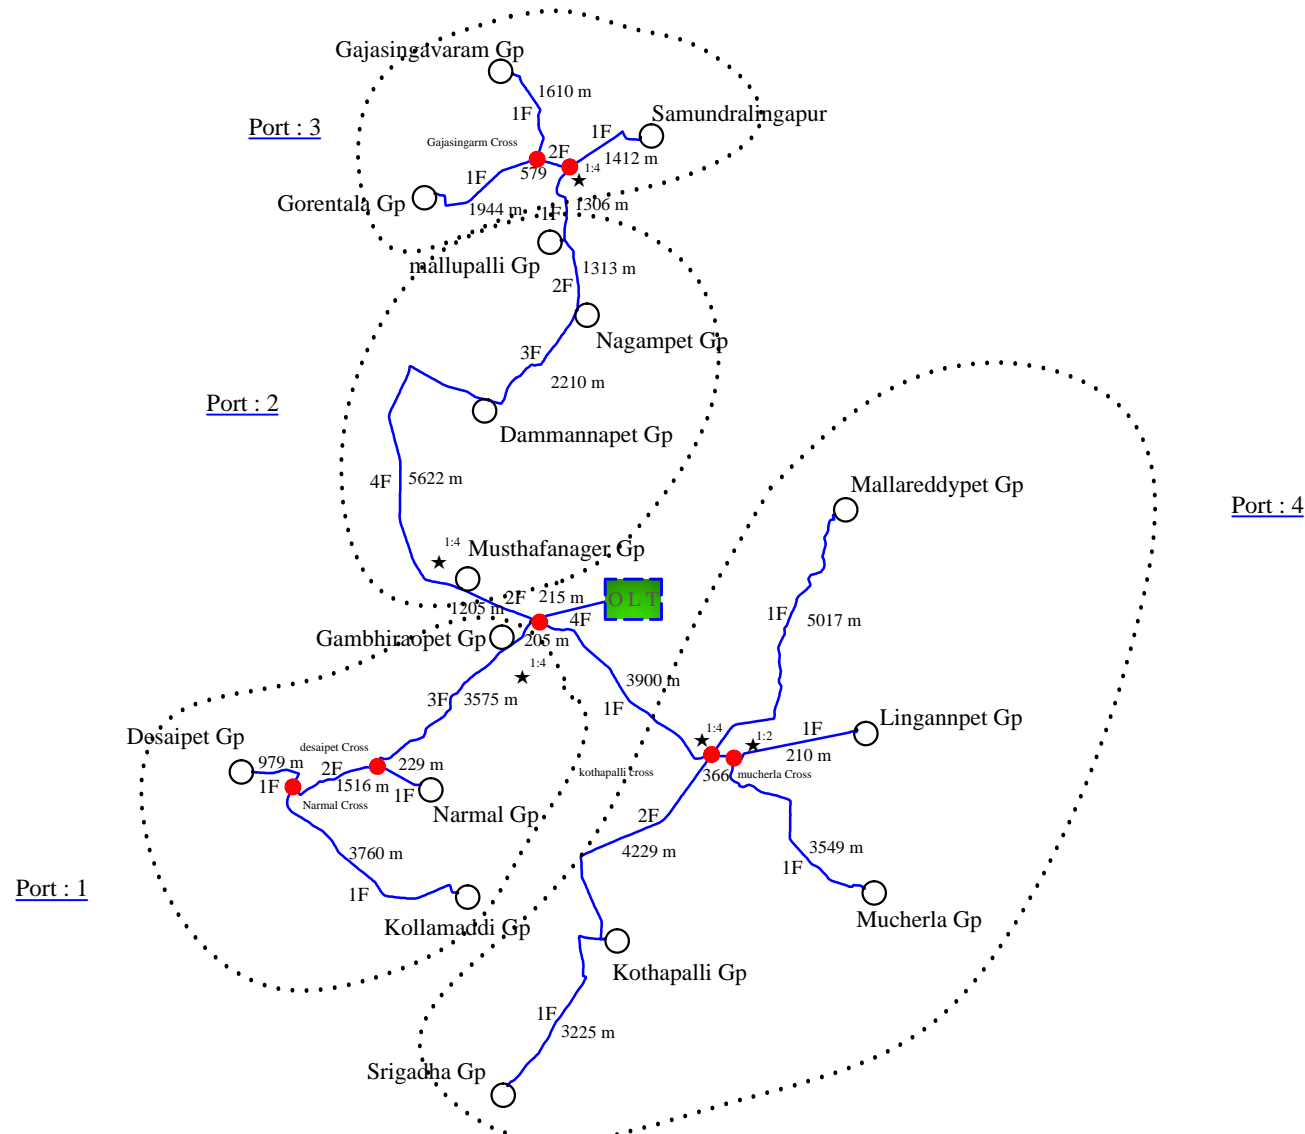 Gajasingavaram Gp
1610 m
1F
Samundralingapur
Port : 3
1F
Gajasingarm Cross
2F
1412 m
579
1:4
1F
Gorentala Gp
1944 m
1306 m
1F
mallupalli Gp
1313 m
2F
Nagampet Gp
3F
2210 m
Port : 2
Dammannapet Gp
4F
5622 m
Mallareddypet Gp
Port : 4
1:4
Musthafanager Gp
2F
215 m
OLT
1205 m
4F
1F
5017 m
Gambhiraopet Gp
205 m
1:4
3900 m
3F
3575 m
1F
Lingannpet Gp
1:4
1:2
1F
210 m
Desaipet Gp
desaipet Cross
979 m
2F
229 m
kothapalli cross
366
mucherla Cross
1F
1516 m
1F
Narmal Cross
Narmal Gp
2F
4229 m
3549 m
1F
3760 m
1F
Port : 1
Kollamaddi Gp
Mucherla Gp
Kothapalli Gp
1F
3225 m
Srigadha Gp